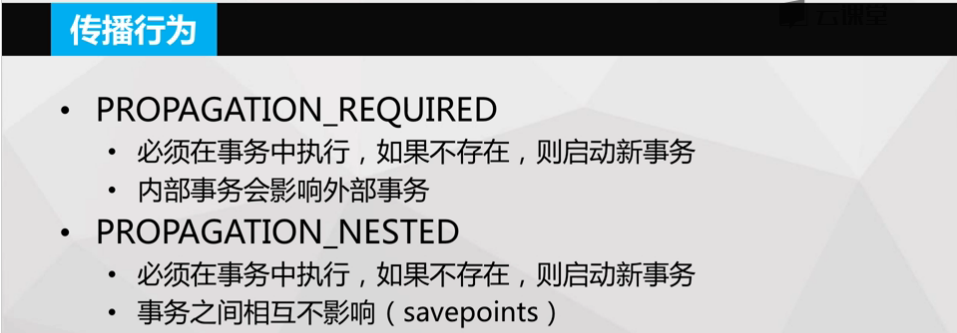 云课堂
传播行为
• PROPAGATION_REQUIRED
• 必须在事务中执行，如果不存在，则启动新事务
• 内部事务会影响外部事务
• PROPAGATION_NESTED
• 必须在事务中执行，如果不存在，则启动新事务
• 事务之间相互不影响（savepoints）